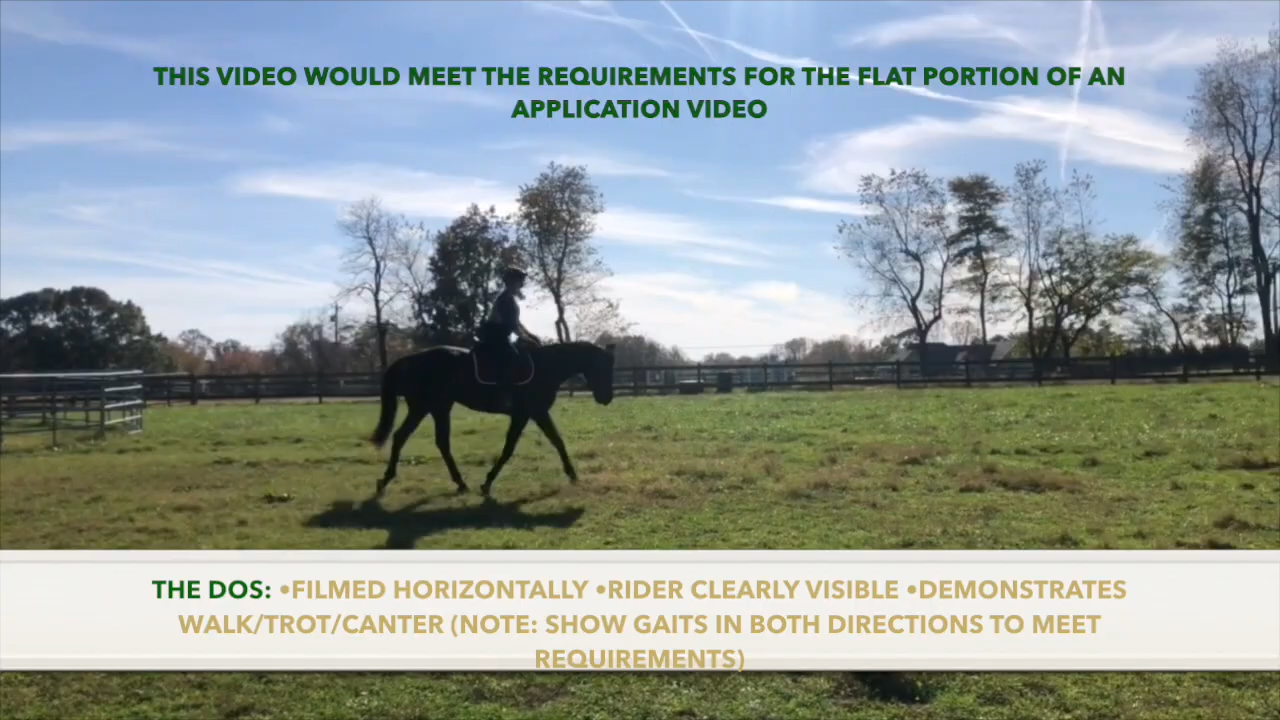 THIS VIDEO WOULD MEET THE REQUIREMENTS FOR THE FLAT PORTION OF AN
APPLICATION VIDEO
THE DOS: •FILMED HORIZONTALLY •RIDER CLEARLY VISIBLE •DEMONSTRATES
WALK/TROT/CANTER (NOTE: SHOW GAITS IN BOTH DIRECTIONS TO MEET
REQUIREMENTS)